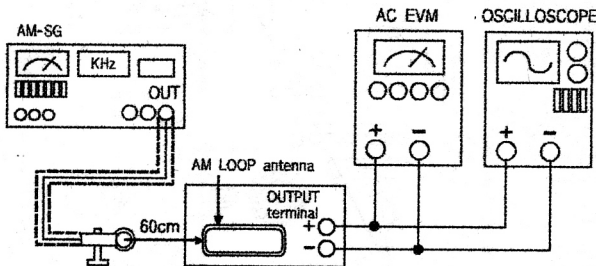 AM-SG
KHz
OUT
AC EVM
+ −
OSCILLOSCOPE
+ −
AM LOOP antenna
60cm
OUTPUT
terminal
+
−